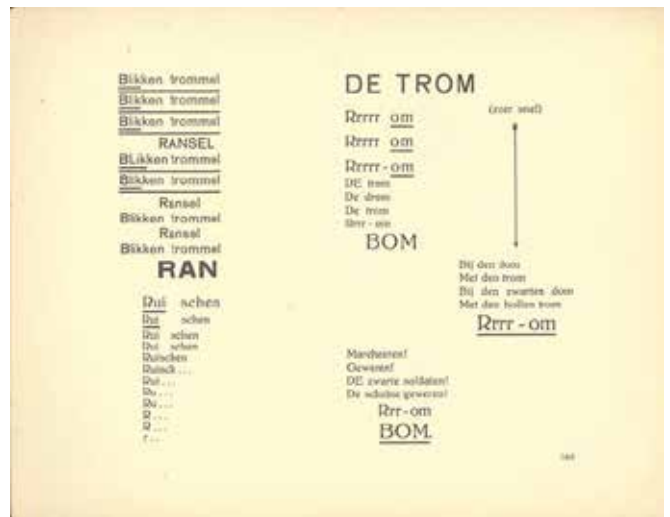 Blikken trommel
Blikken trommel
Blikken trommel
RANSEL
BLikken trommel
Blikken trommel
Ransel
Blikken trommel
Ransel
Blikken trommel
RAN
Rui schen
Rui schen
Rui schen
Rui schen
Ruischen
Ruisch...
Rui...
Ru...
Ru...
R...
R...
r...
DE TROM
(zeer snel)
Rrrrr om
Rrrrr om
Rrrrr-om
DE trom
De drom
De trom
Rrr-om
BOM
Bij den dom
Met den trom
Bij den zwarten dom
Met den hollen trom
Rrrr-om
Marcheeren!
Geweren!
DE zwarte soldaten!
De schuine geweren!
Rrr-om
BOM.